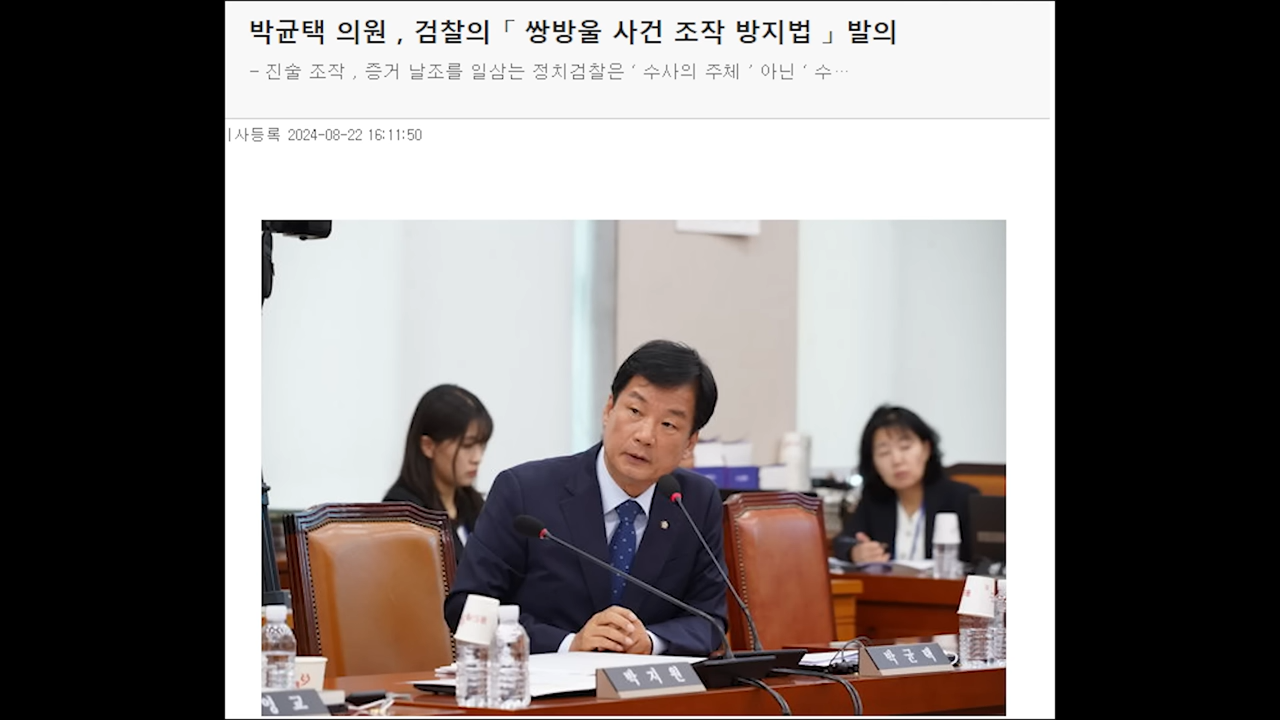 박균택 의원 , 검찰의 「 쌍방울 사건 조작 방지법 」 발의
- 진술 조작 , 증거 날조를 일삼는 정치검찰은 ‘ 수사의 주체 ’ 아닌 ‘ 수…
사등록 2024-08-22 16:11:50
박지원
박균택